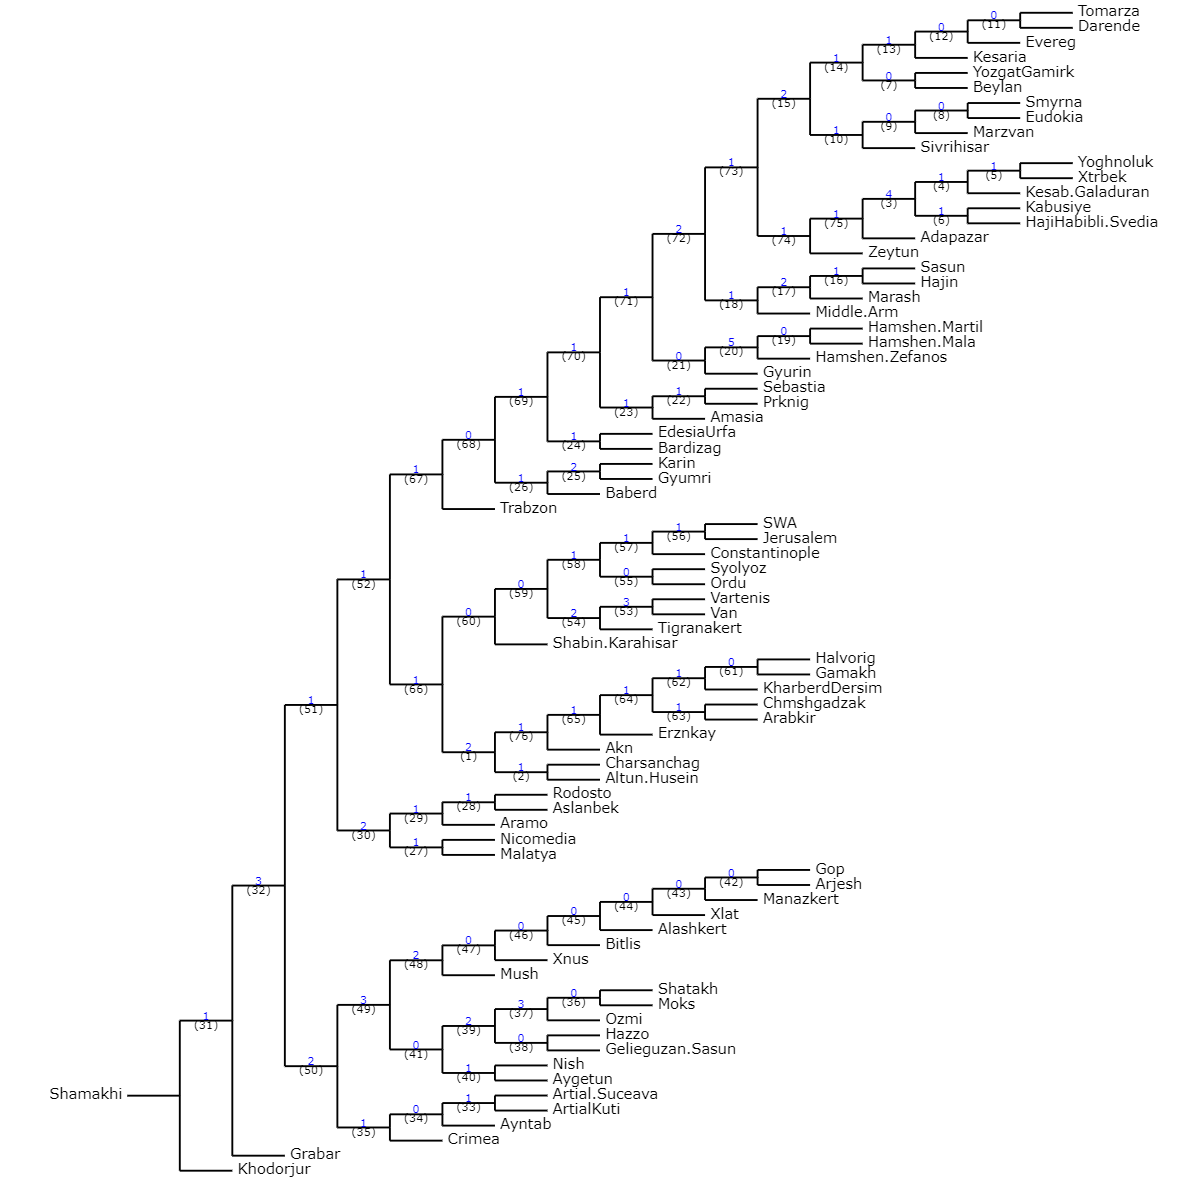 0
Tomarza
(11)
Darende
0
(12)
Evereg
1
(13)
Kesaria
1
(14)
0
(7)
YozgatGamirk
Beylan
2
(15)
0
(8)
Smyrna
Eudokia
0
(9)
Marzvan
1
(10)
Sivrihisar
1
(73)
1
(5)
Yoghnoluk
Xtrbek
1
(4)
Kesab.Galaduran
4
(3)
1
(6)
Kabusiye
HajiHabibli.Svedia
1
(75)
Adapazar
1
(74)
Zeytun
2
(72)
1
(16)
Sasun
Hajin
2
(17)
Marash
1
(18)
Middle.Arm
1
(71)
0
(19)
Hamshen.Martil
Hamshen.Mala
5
(20)
Hamshen.Zefanos
0
(21)
Gyurin
1
(70)
1
(22)
Sebastia
Prknig
1
(23)
Amasia
1
(69)
1
(24)
EdesiaUrfa
Bardizag
0
(68)
2
(25)
Karin
Gyumri
1
(26)
Baberd
1
(67)
Trabzon
1
(56)
SWA
Jerusalem
1
(57)
Constantinople
1
(58)
0
(55)
Syolyoz
Ordu
0
(59)
3
(53)
Vartenis
Van
2
(54)
Tigranakert
0
(60)
Shabin.Karahisar
1
(52)
1
(66)
0
(61)
Halvorig
Gamakh
1
(62)
KharberdDersim
1
(64)
1
(63)
Chmshgadzak
Arabkir
1
(65)
Erznkay
1
(76)
Akn
2
(1)
1
(2)
Charsanchag
Altun.Husein
1
(51)
1
(28)
Rodosto
Aslanbek
1
(29)
Aramo
2
(30)
1
(27)
Nicomedia
Malatya
3
(32)
0
(42)
Gop
Arjesh
0
(43)
Manazkert
0
(44)
Xlat
0
(45)
Alashkert
0
(46)
Bitlis
0
(47)
Xnus
2
(48)
Mush
3
(49)
0
(36)
Shatakh
Moks
3
(37)
Ozmi
2
(39)
0
(38)
Hazzo
Gelieguzan.Sasun
0
(41)
1
(40)
Nish
Aygetun
1
(31)
2
(50)
1
(33)
Artial.Suceava
ArtialKuti
0
(34)
Ayntab
1
(35)
Crimea
Shamakhi
Grabar
Khodorjur